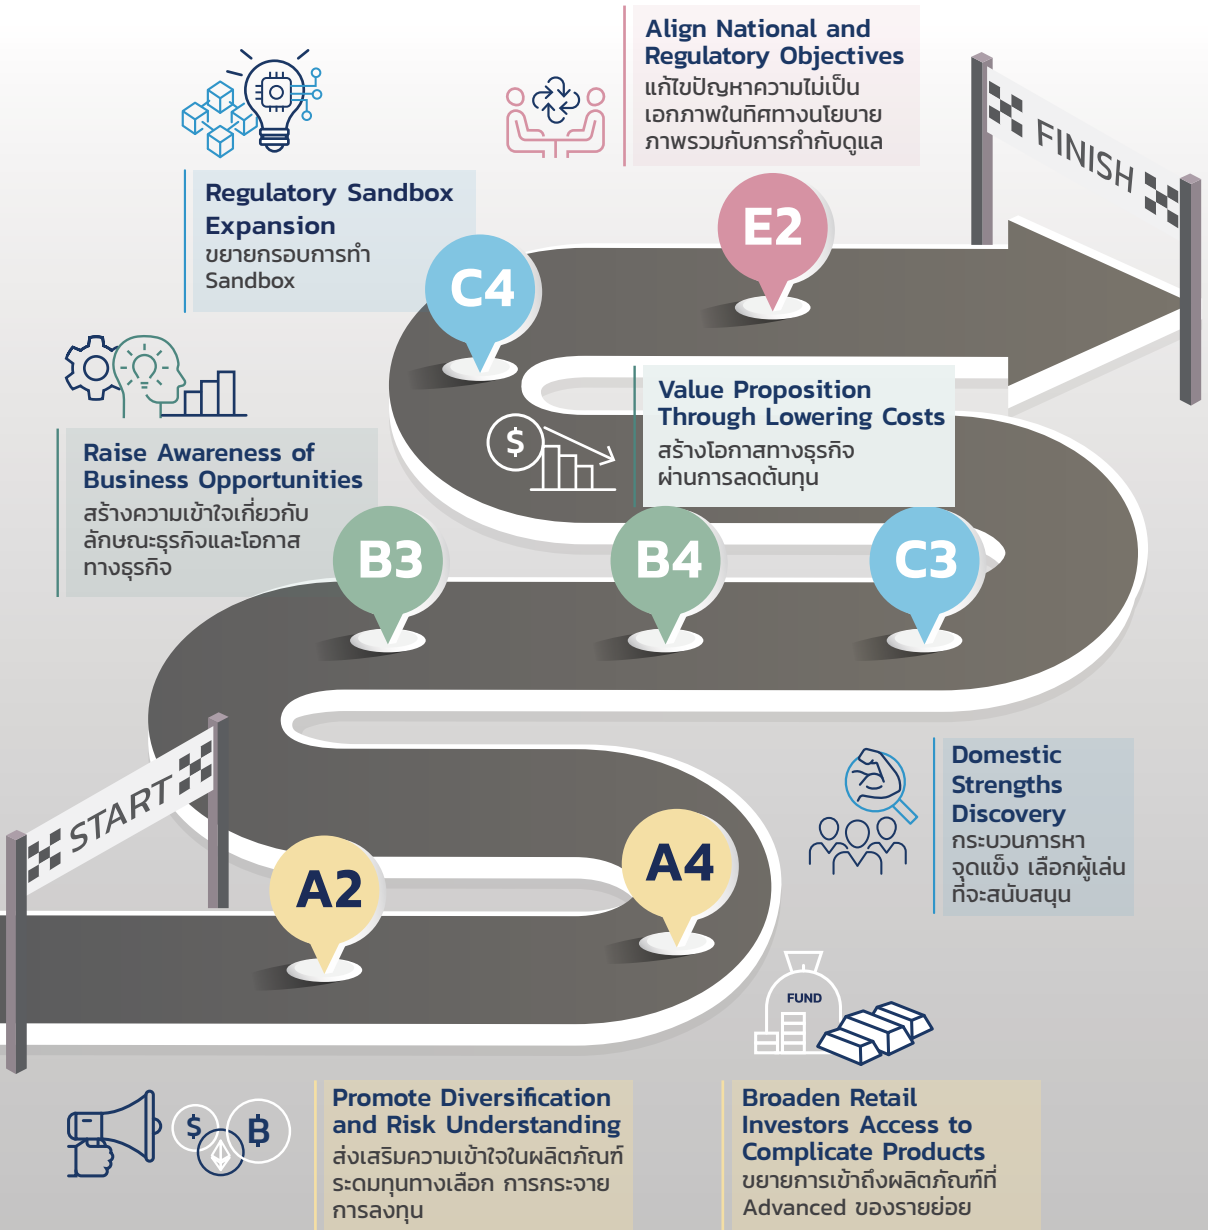 Align National and
Regulatory Objectives
แก้ไขปัญหาความไม่เป็น
เอกภาพในทิศทางนโยบาย
ภาพรวมกับการกำกับดูแล
FINISH
Regulatory Sandbox
Expansion
ขยายกรอบการทำ
Sandbox
E2
C4
Value Proposition
Through Lowering Costs
สร้างโอกาสทางธุรกิจ
ผ่านการลดต้นทุน
$
Raise Awareness of
Business Opportunities
สร้างความเข้าใจเกี่ยวกับ
ลักษณะธุรกิจและโอกาส
ทางธุรกิจ
B3
B4
C3
START
Domestic
Strengths
Discovery
กระบวนการหา
จุดแข็ง เลือกผู้เล่น
ที่จะสนับสนุน
A2
A4
FUND
$
฿
Promote Diversification
and Risk Understanding
ส่งเสริมความเข้าใจในผลิตภัณฑ์
ระดมทุนทางเลือก การกระจาย
การลงทุน
Broaden Retail
Investors Access to
Complicate Products
ขยายการเข้าถึงผลิตภัณฑ์ที่
Advanced ของรายย่อย